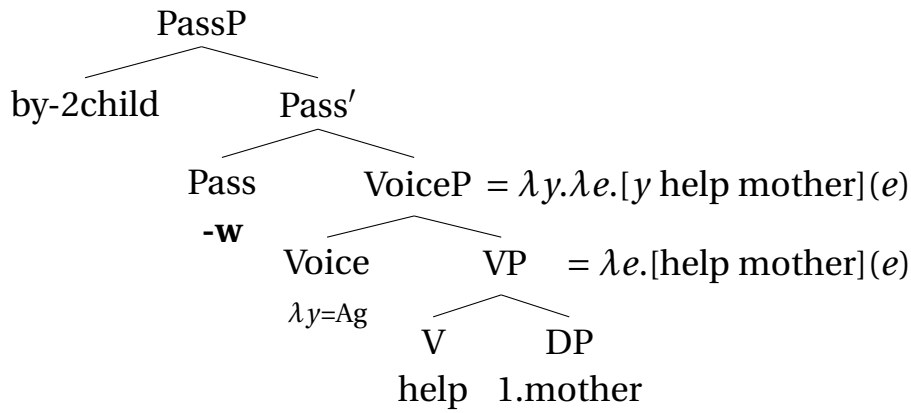 PassP
by-2child Pass′
Pass VoiceP = λy.λe.[y help mother](e)
-w
Voice VP = λe.[help mother](e)
λy=Ag
V DP
help 1.mother